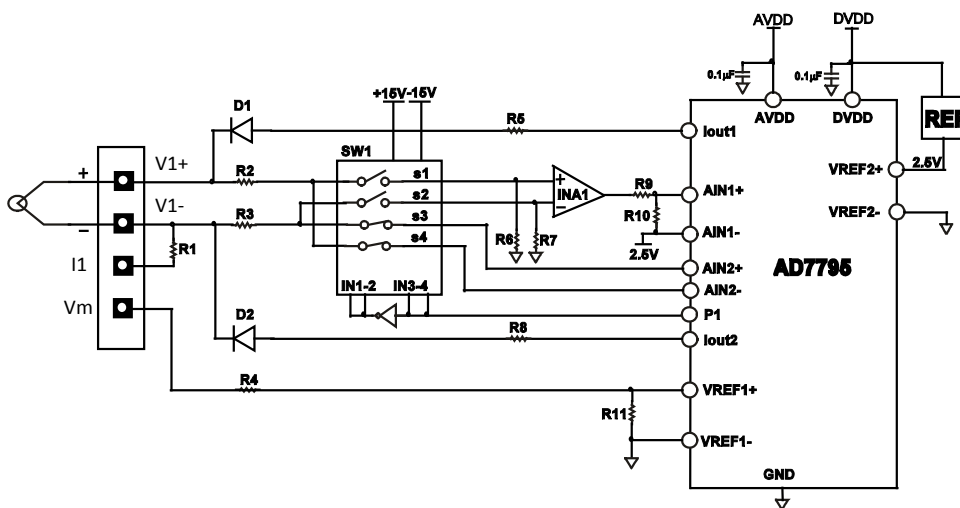 AVDD
DVDD
0.1µF
0.1µF
+15V
-15V
D1
R5
Iout1
AVDD
DVDD
REF
2.5V
VREF2+
V1+
R2
SW1
s1
+
INA1
R9
AIN1+
s2
−
+
V1-
R3
s3
R10
VREF2-
−
R1
s4
R6
R7
2.5V
AIN1-
I1
AIN2+
AD7795
IN1-2
IN3-4
AIN2-
Vm
P1
D2
R8
Iout2
R4
VREF1+
R11
VREF1-
GND